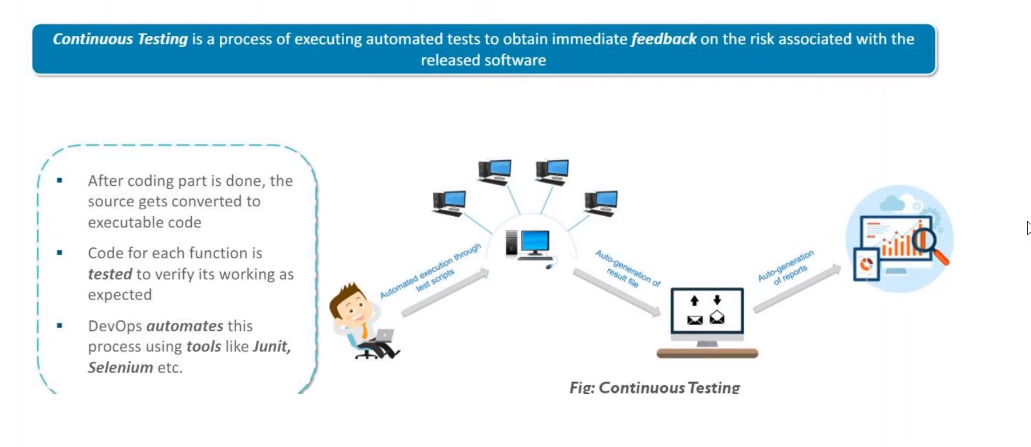 Continuous Testing is a process of executing automated tests to obtain immediate feedback on the risk associated with the
released software
After coding part is done, the
source gets converted to
executable code
Code for each function is
tested to verify its working as
expected
DevOps automates this
process using tools like Junit,
Selenium etc.
Automated execution through
test scripts
Auto-generation of
result file
Auto-generation
of reports
Fig: Continuous Testing